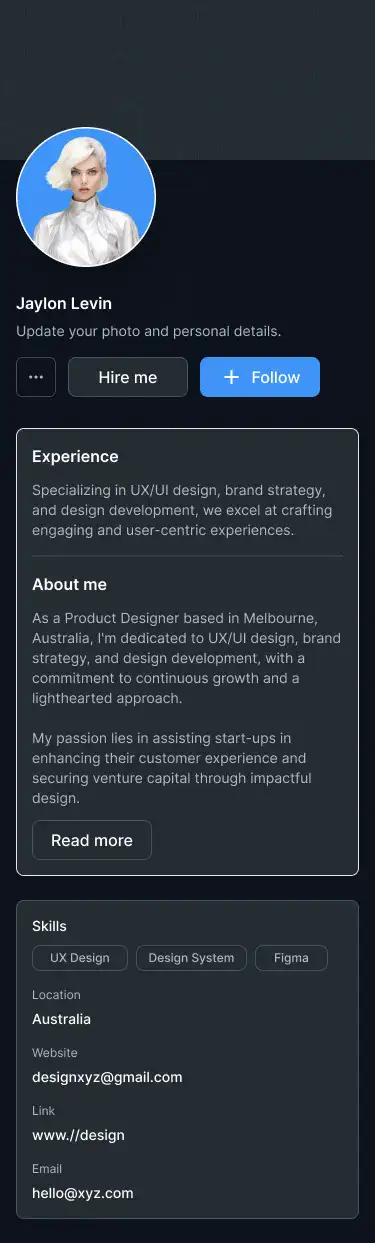 Jaylon Levin
Update your photo and personal details.
... Hire me + Follow
Experience
Specializing in UX/UI design, brand strategy,
and design development, we excel at crafting
engaging and user-centric experiences.
About me
As a Product Designer based in Melbourne,
Australia, I'm dedicated to UX/UI design, brand
strategy, and design development, with a
commitment to continuous growth and a
lighthearted approach.
My passion lies in assisting start-ups in
enhancing their customer experience and
securing venture capital through impactful
design.
Read more
Skills
UX Design Design System Figma
Location
Australia
Website
designxyz@gmail.com
Link
www.//design
Email
hello@xyz.com